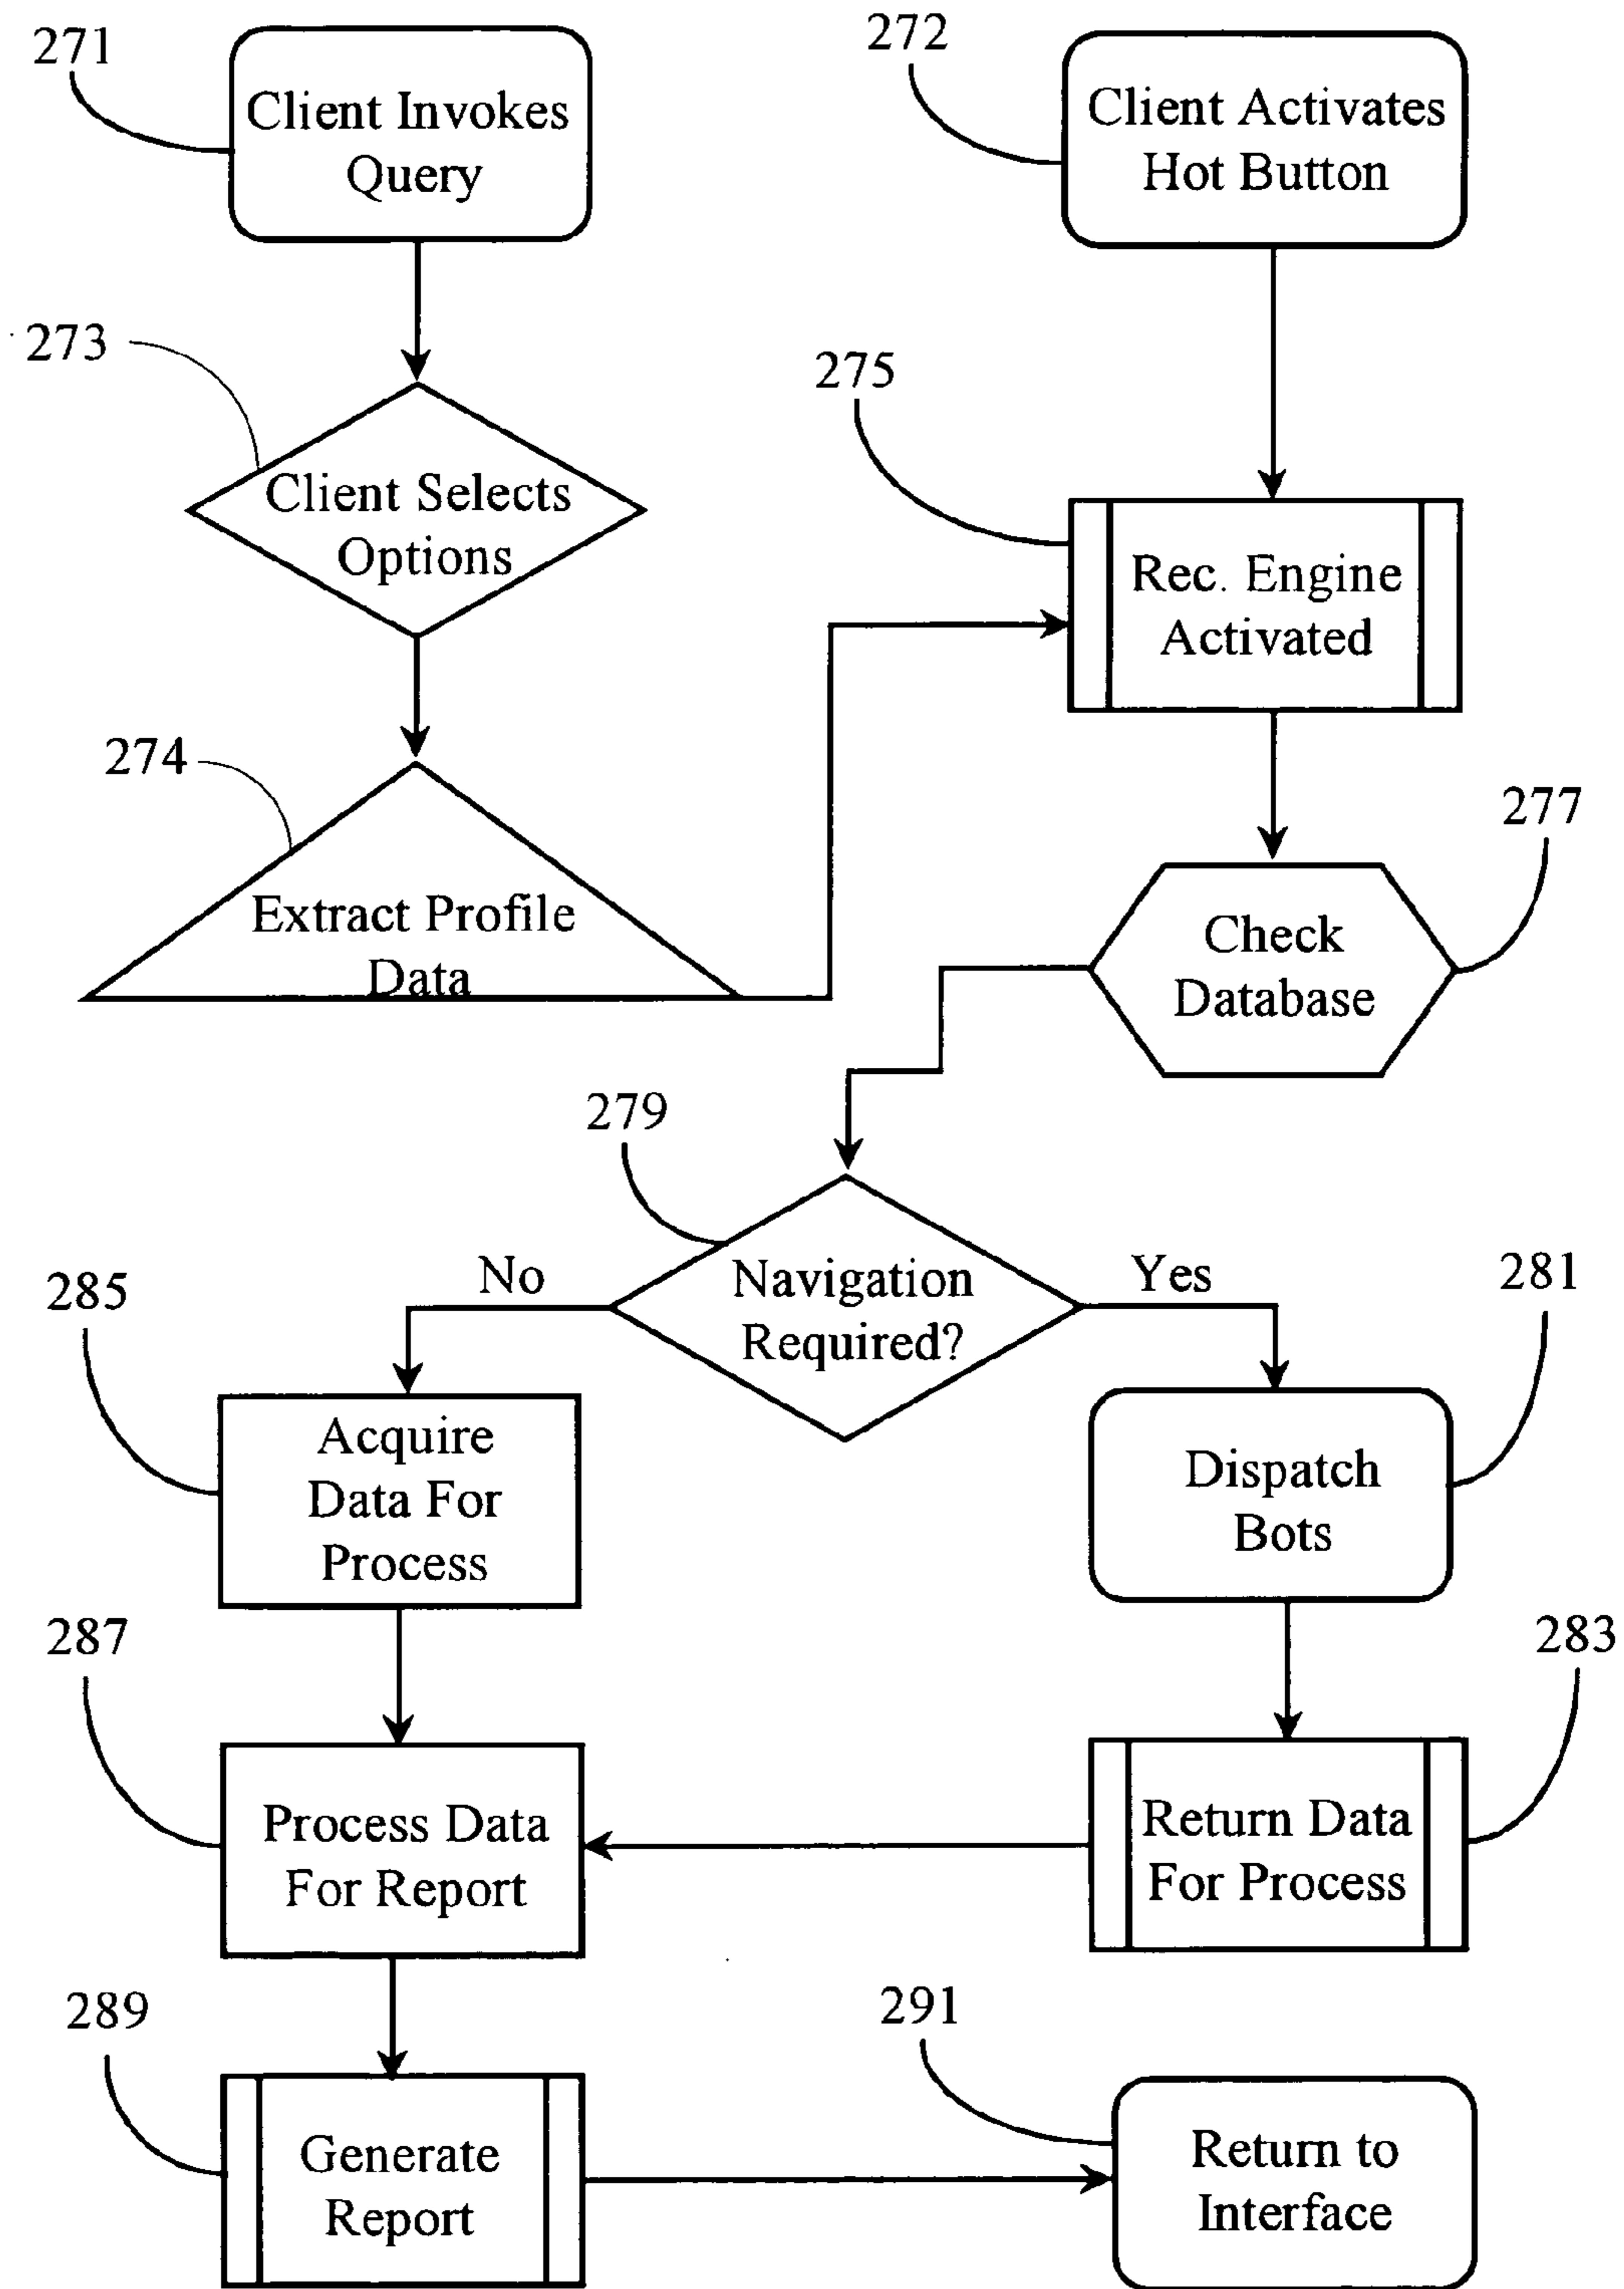 271
Client Invokes
Query
272
Client Activates
Hot Button
273
Client Selects
Options
275
Rec. Engine
Activated
274
Extract Profile
Data
277
Check
Database
279
Navigation
Required?
No
Yes
285
Acquire
Data For
Process
281
Dispatch
Bots
287
Process Data
For Report
283
Return Data
For Process
289
Generate
Report
291
Return to
Interface